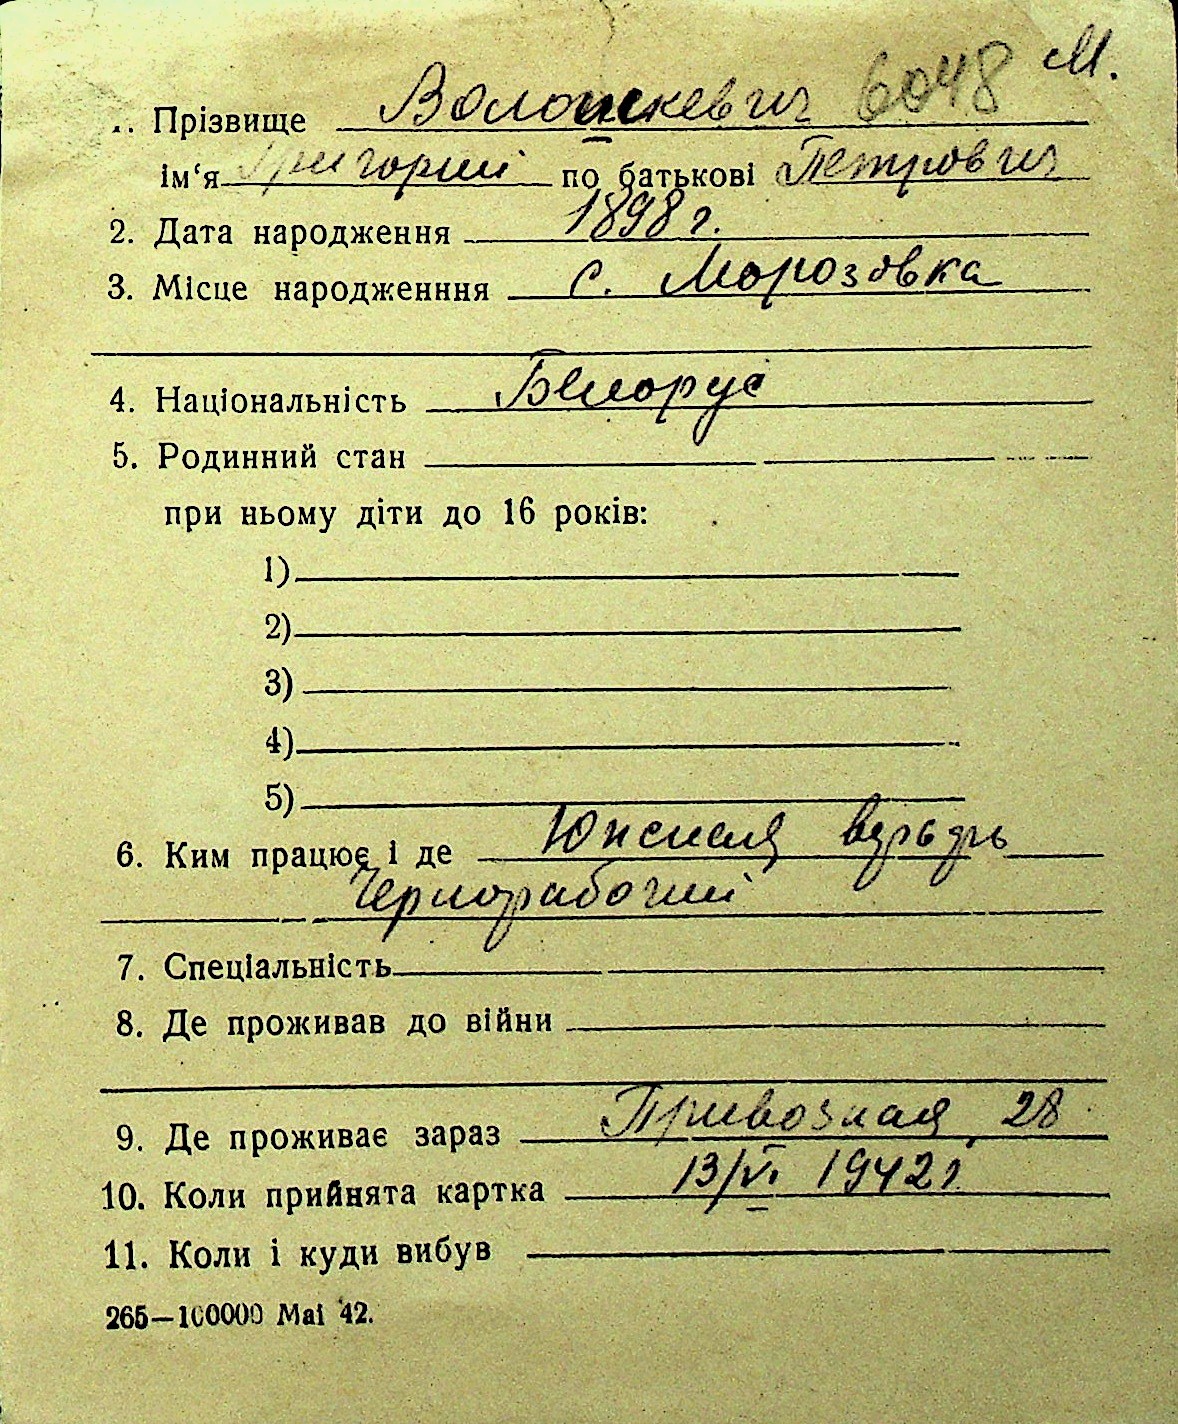 М.
1. Прізвище Волошкевич 6048
ім‘я Григорий по батькові Петрович
2. Дата народження 1898 г.
3. Місце народженння с. Морозовка
4. Національність Белорус
5. Родинний стан
при ньому діти до 16 років:
1)
2)
3)
4)
5)
6. Ким працює і де Южная
Чернорабочий
7. Спеціальність
8. Де проживав до війни
9. Де проживає зараз Привозная, 28
10. Коли прийнята картка 13/VI 1942 г.
11. Коли і куди вибув
265—100000 Маі 42.